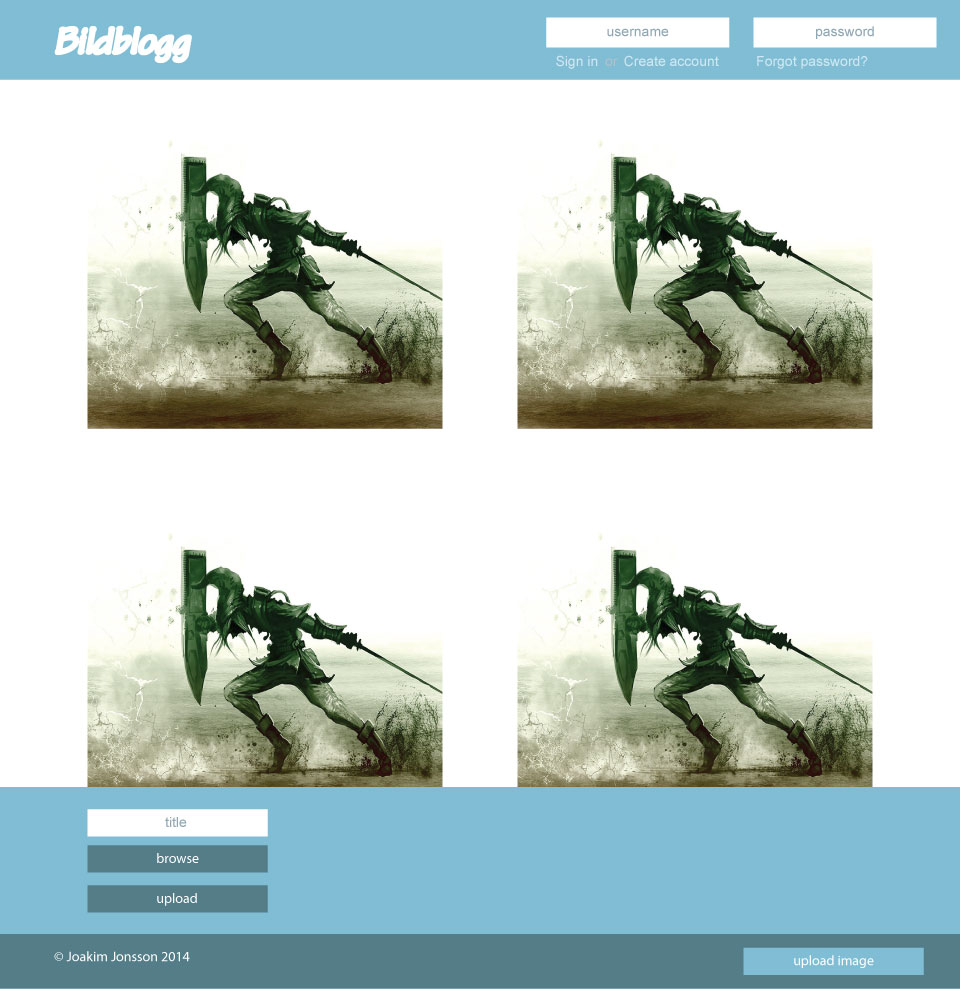 Bildblogg
username
password
Sign in or Create account
Forgot password?
title
browse
upload
© Joakim Jonsson 2014
upload image